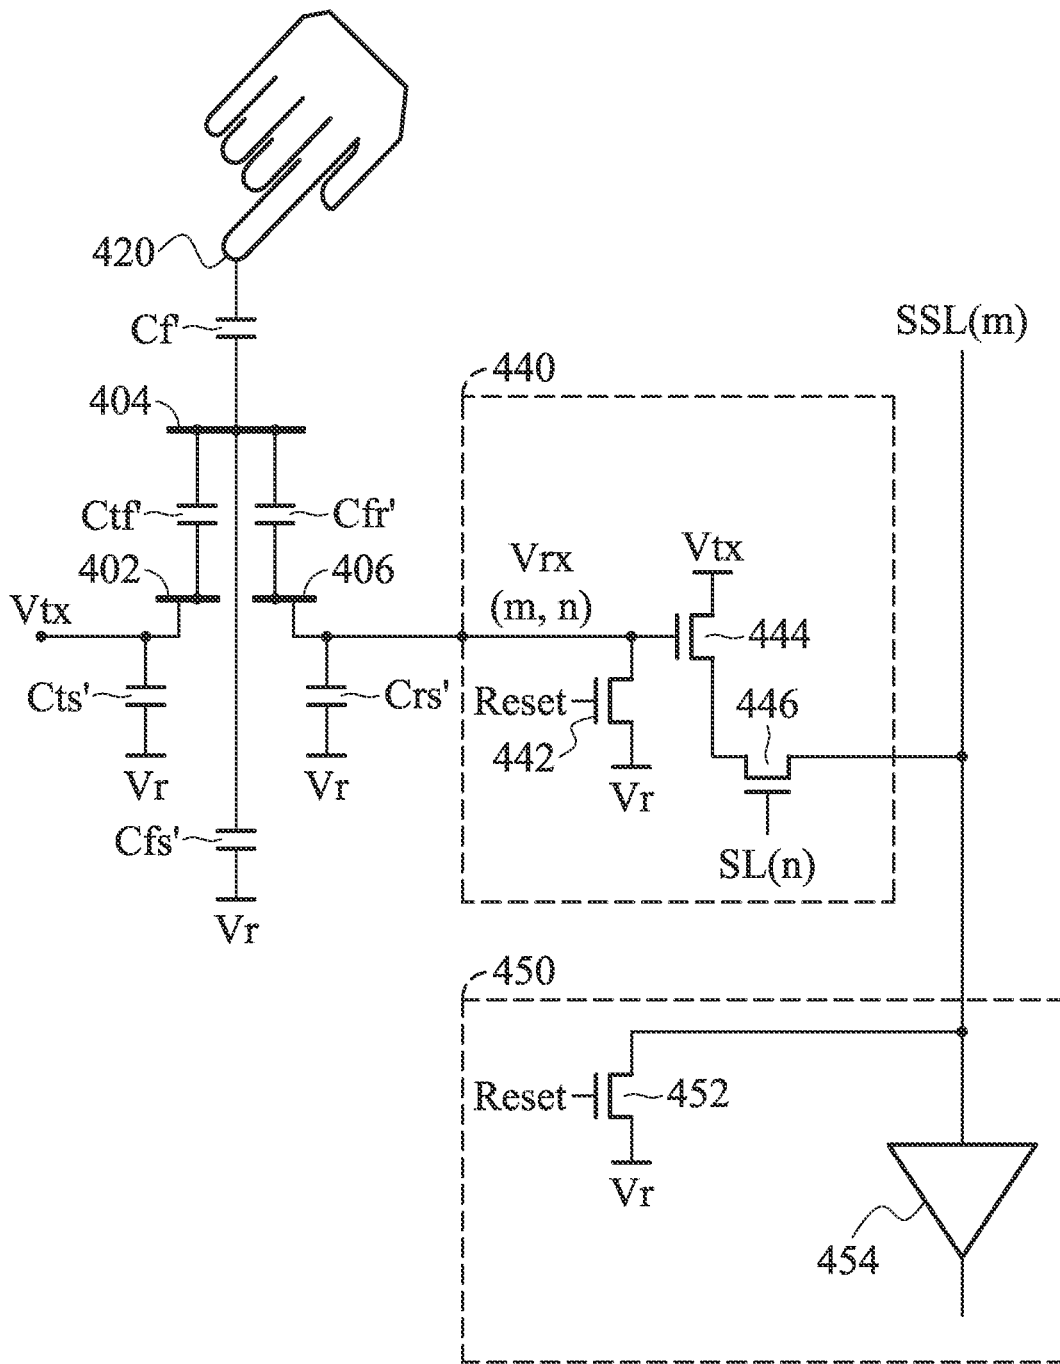 420
Cf'
SSL(m)
440
404
Ctf'
Cfr'
402
406
Vrx
(m, n)
Vtx
Vtx
444
Cts'
Crs'
Reset
442
446
Vr
Vr
Vr
Cfs'
SL(n)
Vr
450
Reset
452
Vr
454